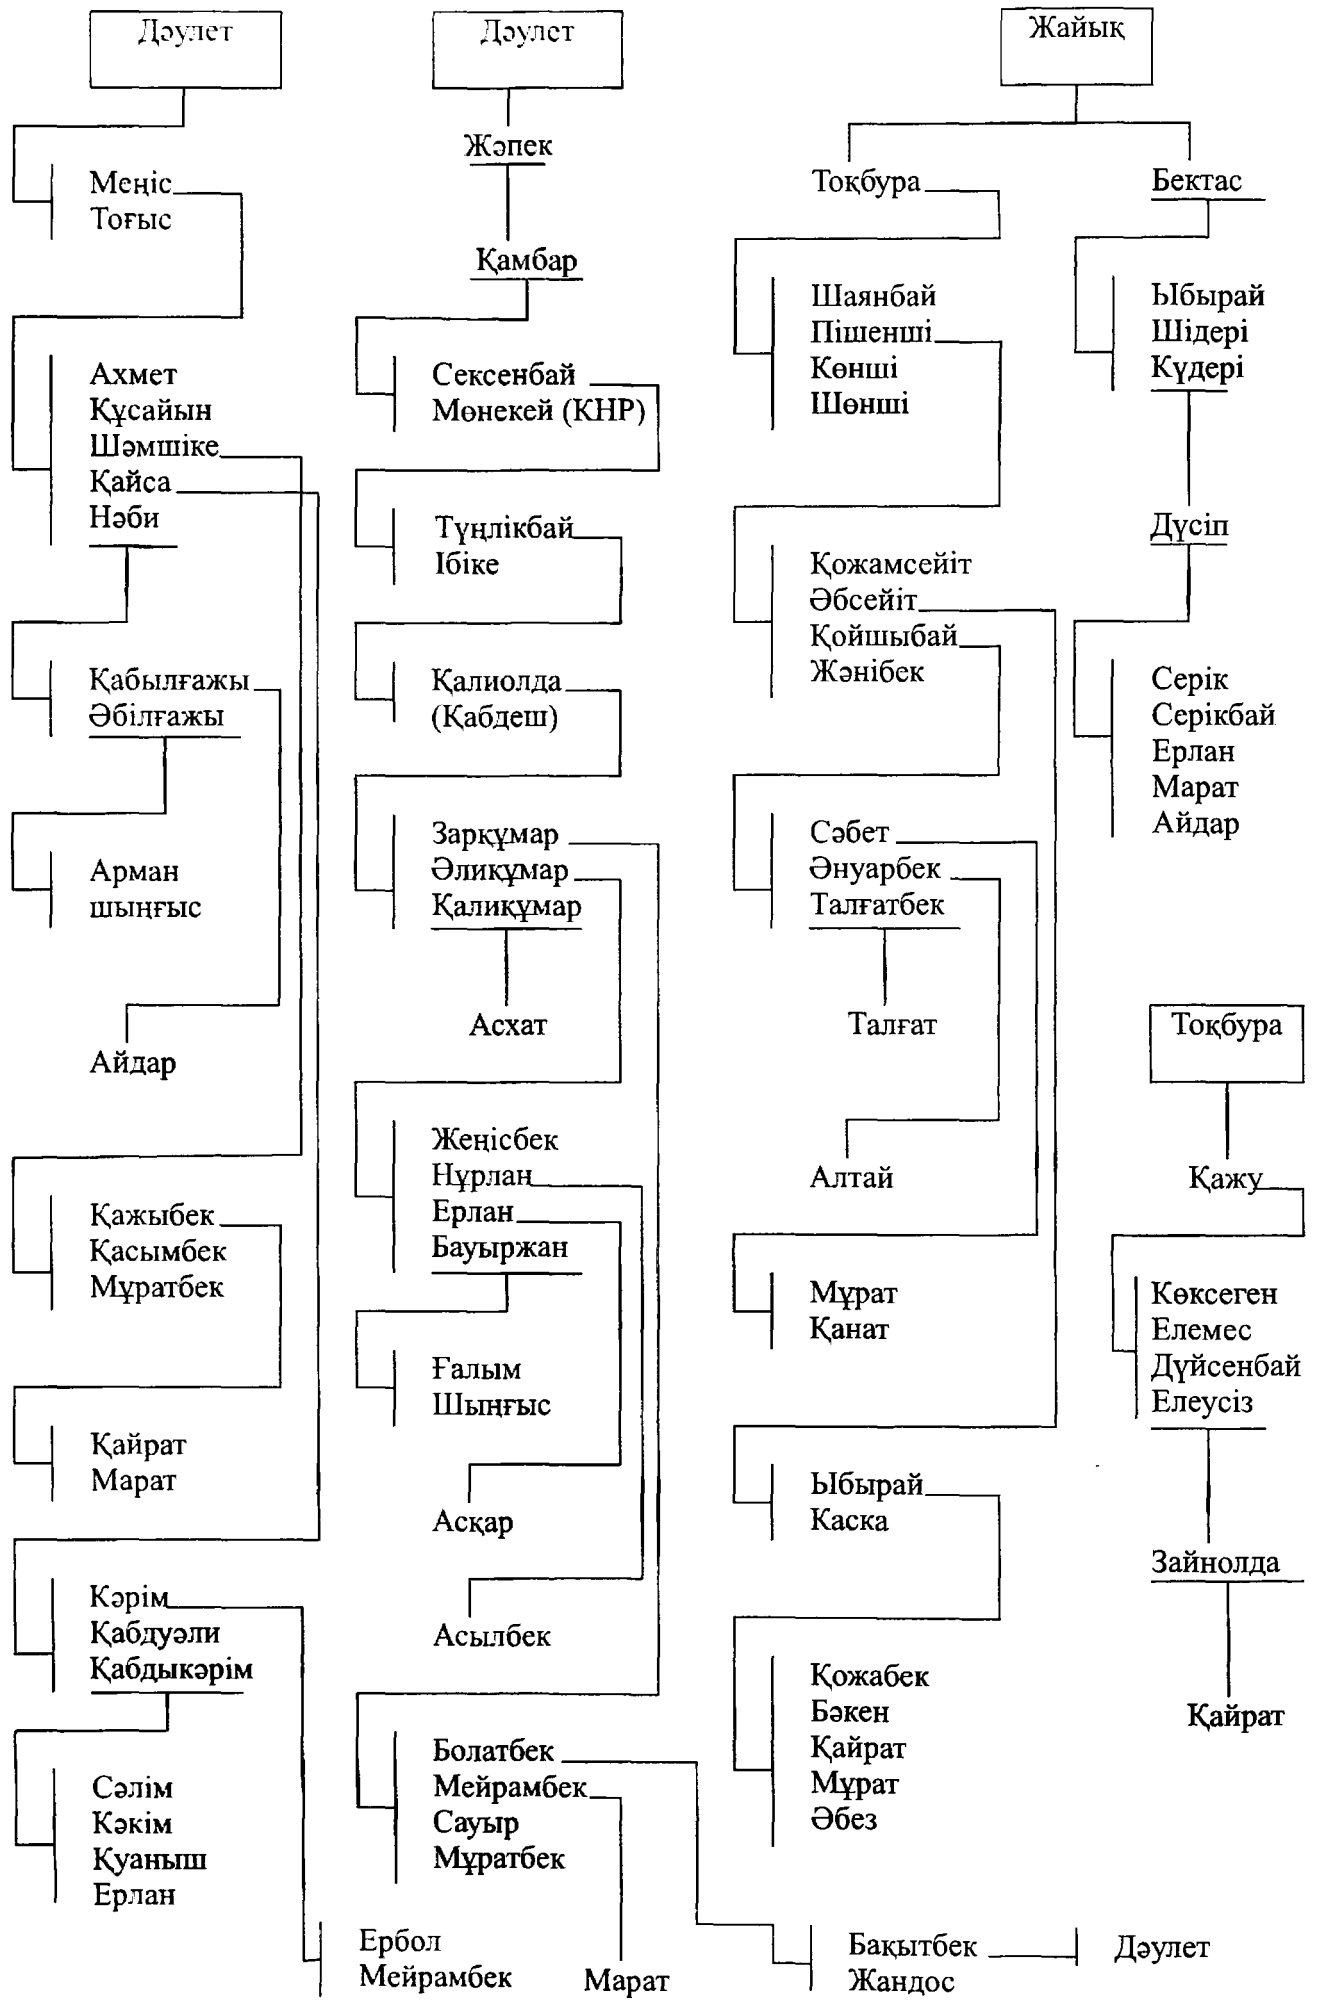 Дәулет
Меңіс
Тоғыс
Ахмет
Құсайын
Шәмшіке
Қайса
Нәби
Қабылғажы
Әбілғажы
Арман
шыңғыс
Айдар
Қажыбек
Қасымбек
Мұратбек
Қайрат
Марат
Кәрім
Қабдуәли
Қабдыкәрім
Сәлім
Кәкім
Қуаныш
Ерлан
Ербол
Мейрамбек
Дәулет
Жәпек
Қамбар
Сексенбай
Мөнекей (КНР)
Түңлікбай
Ібіке
Қалиолда
(Қабдеш)
Зарқұмар
Әлиқұмар
Қалиқұмар
Асхат
Жеңісбек
Нұрлан
Ерлан
Бауыржан
Ғалым
Шыңғыс
Асқар
Асылбек
Болатбек
Мейрамбек
Сауыр
Мұратбек
Марат
Бақытбек
Жандос
Дәулет
Жайық
Тоқбура
Шаянбай
Пішенші
Көнші
Шөнші
Қожамсейіт
Әбсейіт
Қойшыбай
Жәнібек
Сәбет
Әнуарбек
Талғатбек
Талғат
Алтай
Мұрат
Қанат
Ыбырай
Каска
Қожабек
Бәкен
Қайрат
Мұрат
Әбез
Бектас
Ыбырай
Шідері
Күдері
Дүсіп
Серік
Серікбай
Ерлан
Марат
Айдар
Тоқбура
Қажу
Көксеген
Елемес
Дүйсенбай
Елеусіз
Зайнолда
Қайрат